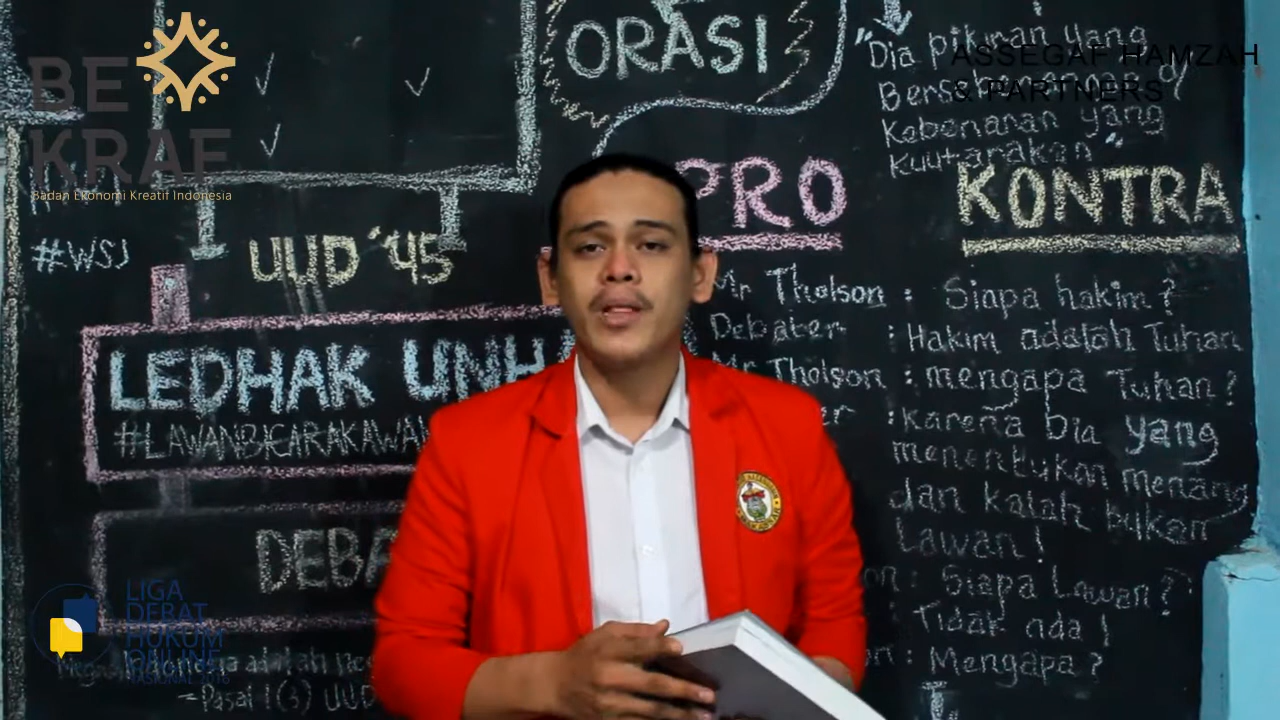 BE
KRAF
Badan Ekonomi Kreatif Indonesia
#WSJ
UUD '45
LEDHAK UNHA
#LAWANBICARAKAWAN
DEBA
LIGA
DEBAT
HUKUM
ONLINE
NASIONAL
adalah
-Pasal 1(3) UUD
ORASI
"Dia pikiran yang
ASSEGAF HAMZAH
& PARTNERS
Kebenaran yang
Kuutarakan"
PRO
KONTRA
Mr Tholson : Siapa hakim?
Debater : Hakim adalah Tuhan
Mr Tholson : mengapa Tuhan?
: karena Dia yang
menentukan menang
dan kalah bukan
Lawan!
: Siapa Lawan?
Tidak ada!
: Mengapa?